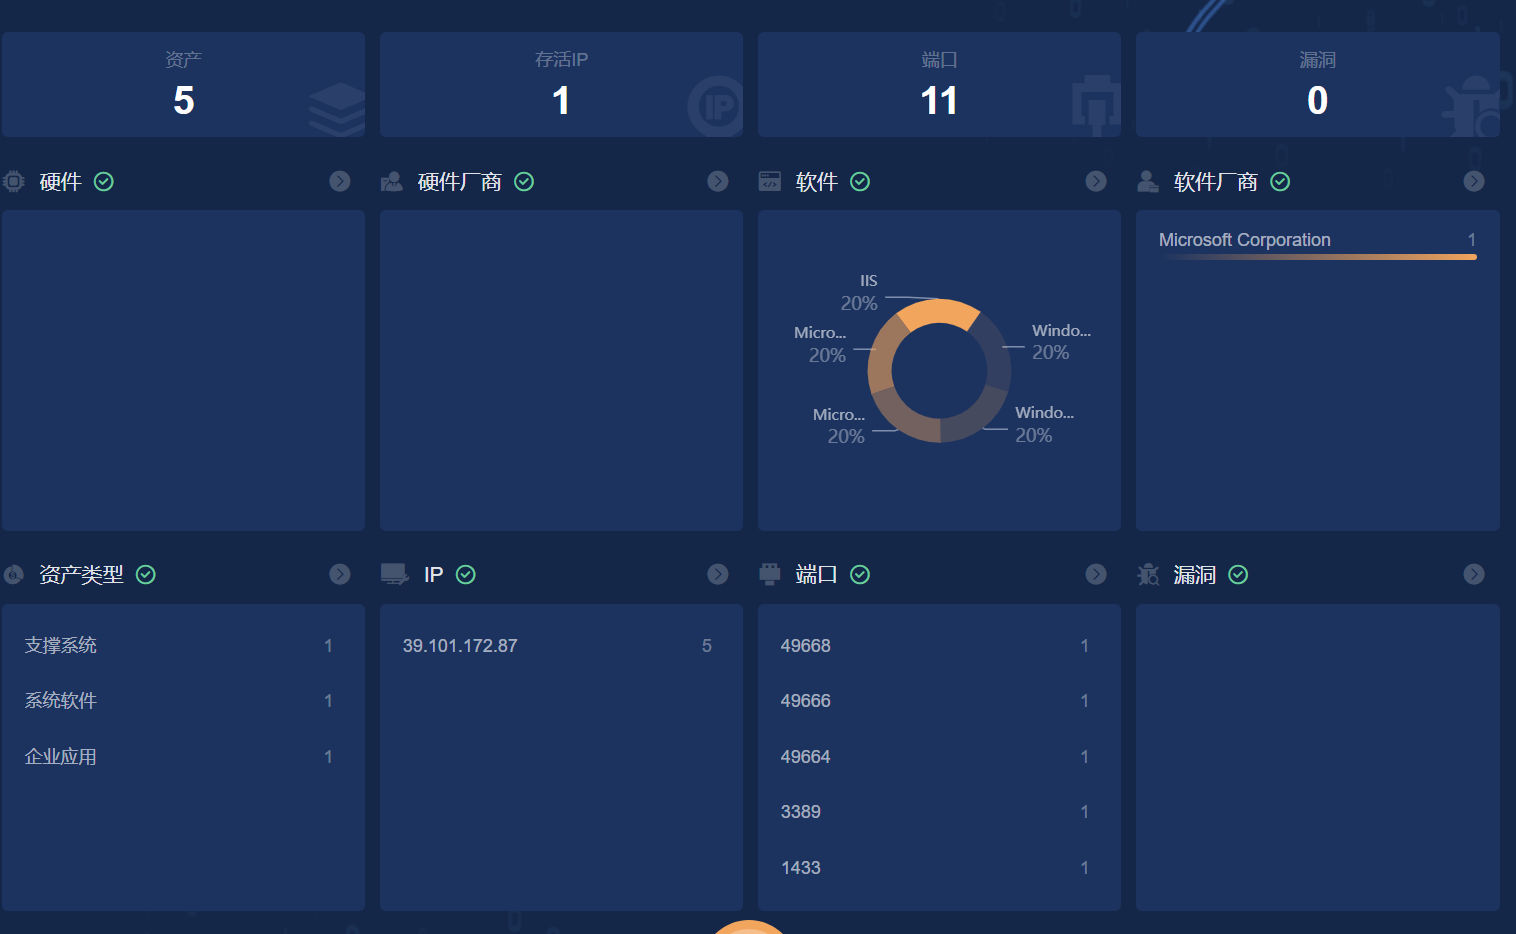 资产
5
存活IP
1
IP
端口
11
漏洞
0
硬件
硬件厂商
软件
软件厂商
IIS
20%
Micro...
20%
Windo...
20%
Micro...
20%
Windo...
20%
Microsoft Corporation 1
资产类型
IP
端口
漏洞
支撑系统 1
系统软件 1
企业应用 1
39.101.172.87 5
49668 1
49666 1
49664 1
3389 1
1433 1